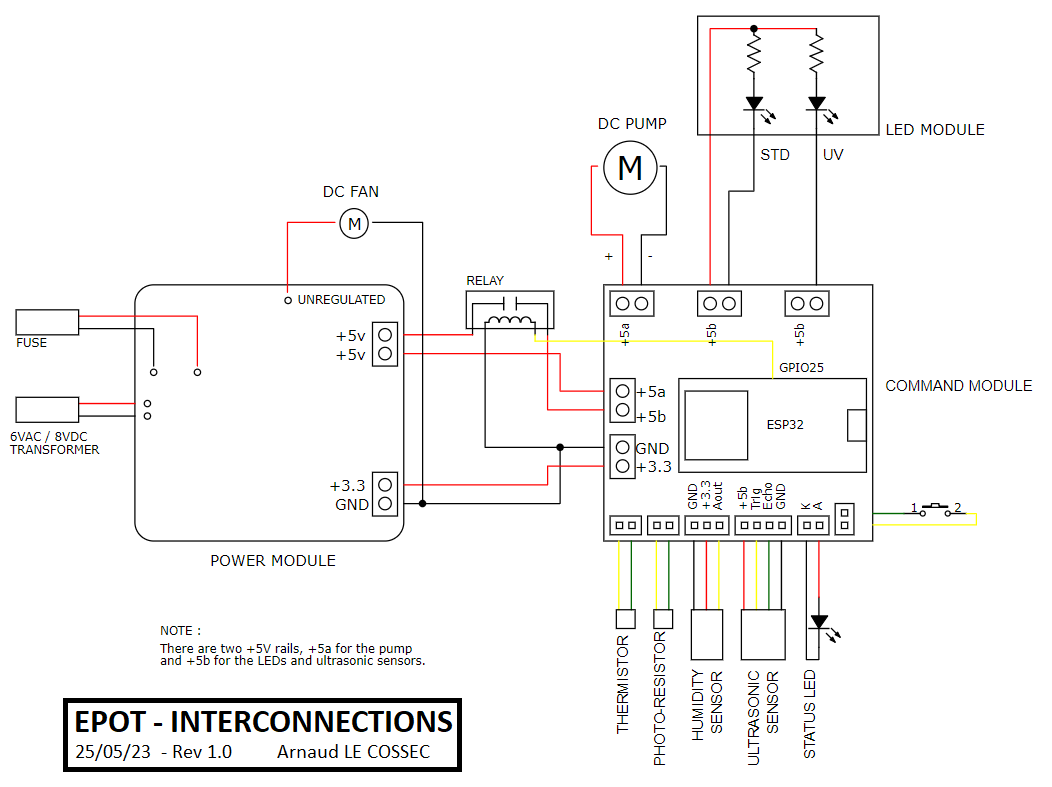 LED MODULE
STD
UV
DC PUMP
M
+
-
DC FAN
M
UNREGULATED
RELAY
FUSE
6VAC / 8VDC
TRANSFORMER
+5v
+5v
+3.3
GND
POWER MODULE
+5a
+5b
+5b
GPIO25
ESP32
COMMAND MODULE
+5a
+5b
GND
+3.3
GND
+3.3
Aout
+5b
Trig
Echo
GND
K
A
1
2
THERMISTOR
PHOTO-RESISTOR
HUMIDITY
SENSOR
ULTRASONIC
SENSOR
STATUS LED
NOTE :
There are two +5V rails, +5a for the pump
and +5b for the LEDs and ultrasonic sensors.
EPOT - INTERCONNECTIONS
25/05/23 - Rev 1.0 Arnaud LE COSSEC